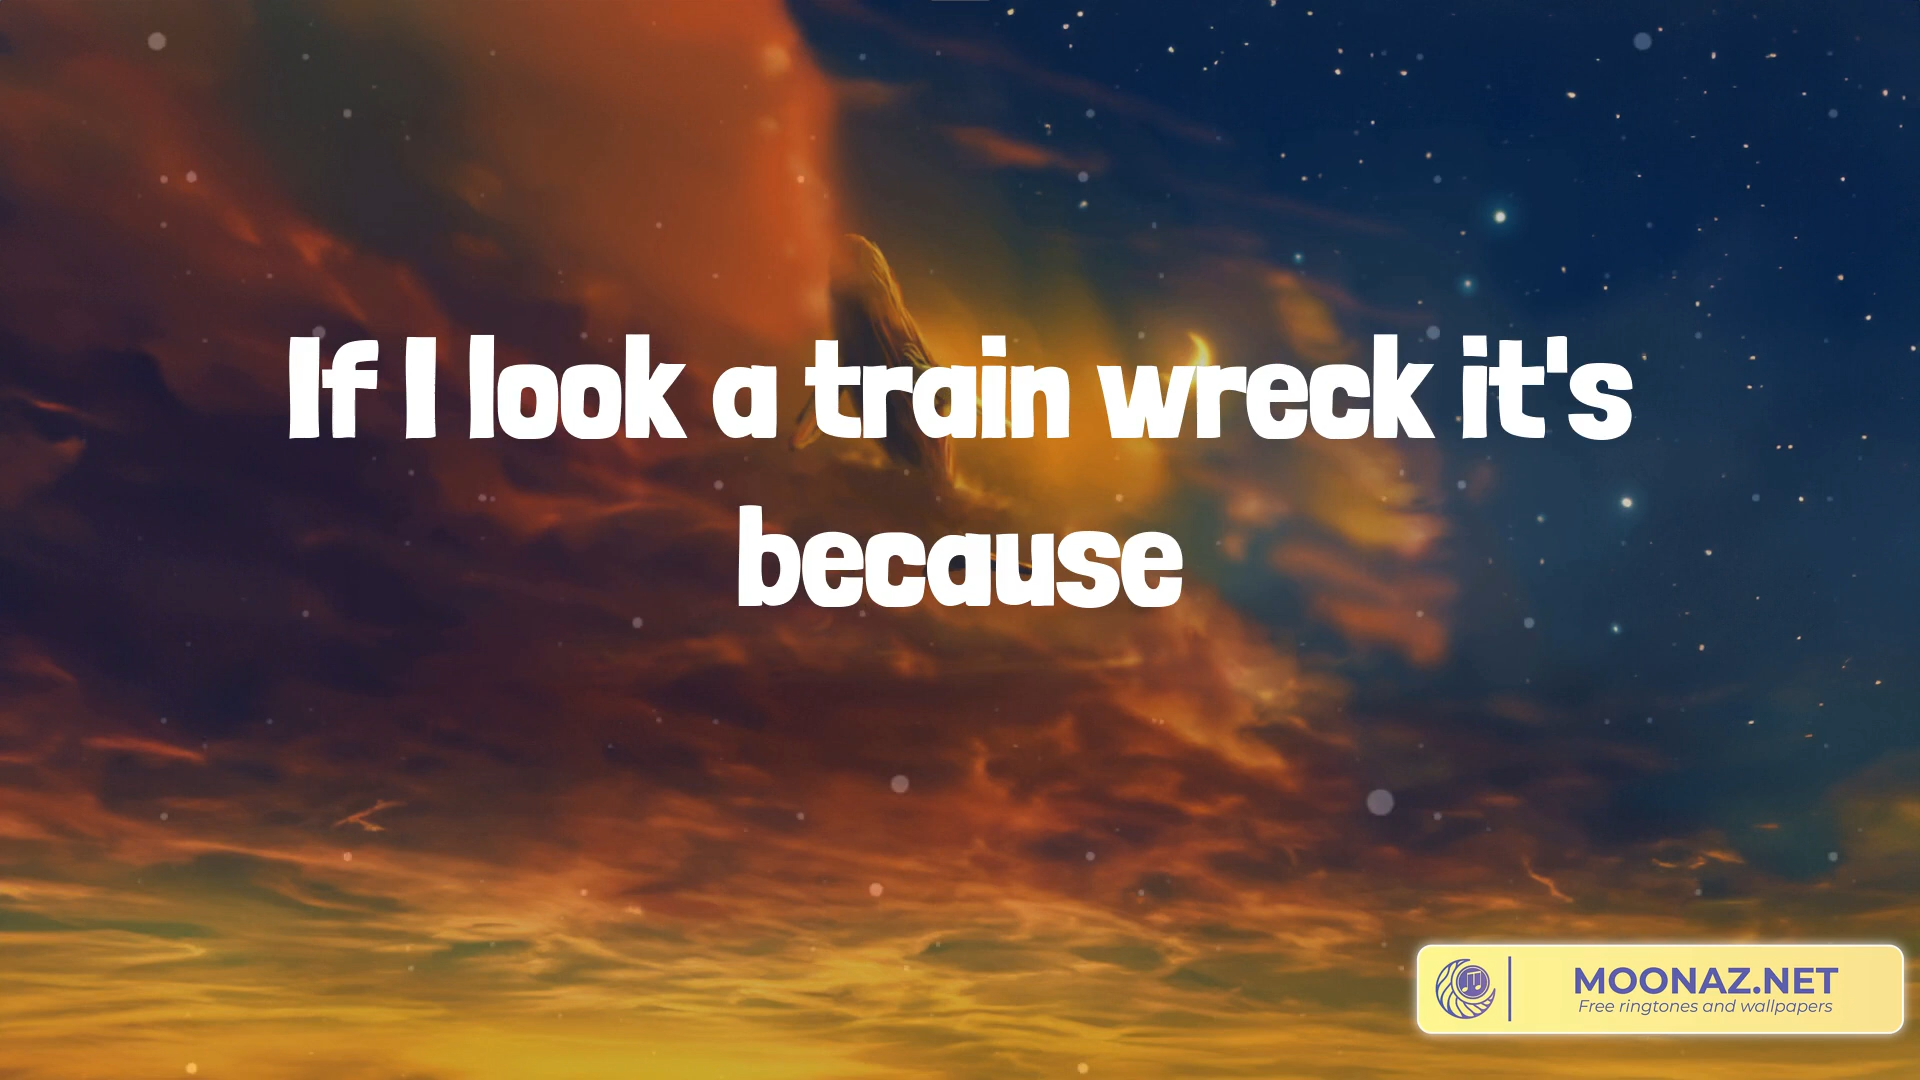 If I look a train wreck it's
because
MOONAZ.NET
Free ringtones and wallpapers